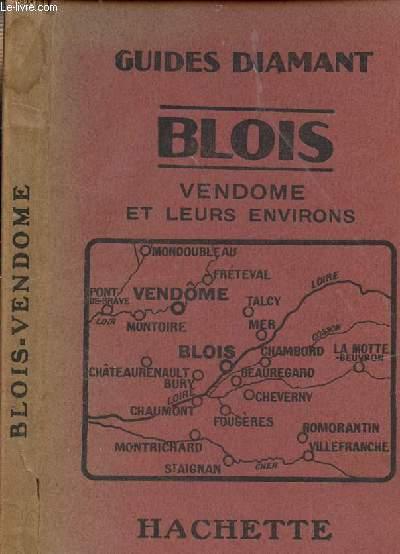 www.le-livre.fr
GUIDES DIAMANT
BLOIS
VENDOME
ET LEURS ENVIRONS
BLOIS-VENDOME
MONDOUBLEAU
FRÉTEVAL
LOIRE
PONT
DE-BRAYE
VENDÔME
TALCY
LOIR
MONTOIRE
MER
COSSON
BLOIS
CHAMBORD
LA MOTTE
-BEUVRON
CHÂTEAURENAULT
BEAUREGARD
BURY
CHEVERNY
LOIRE
CHAUMONT
FOUGÈRES
ROMORANTIN
MONTRICHARD
VILLEFRANCHE
ST AIGNAN
CHER
HACHETTE